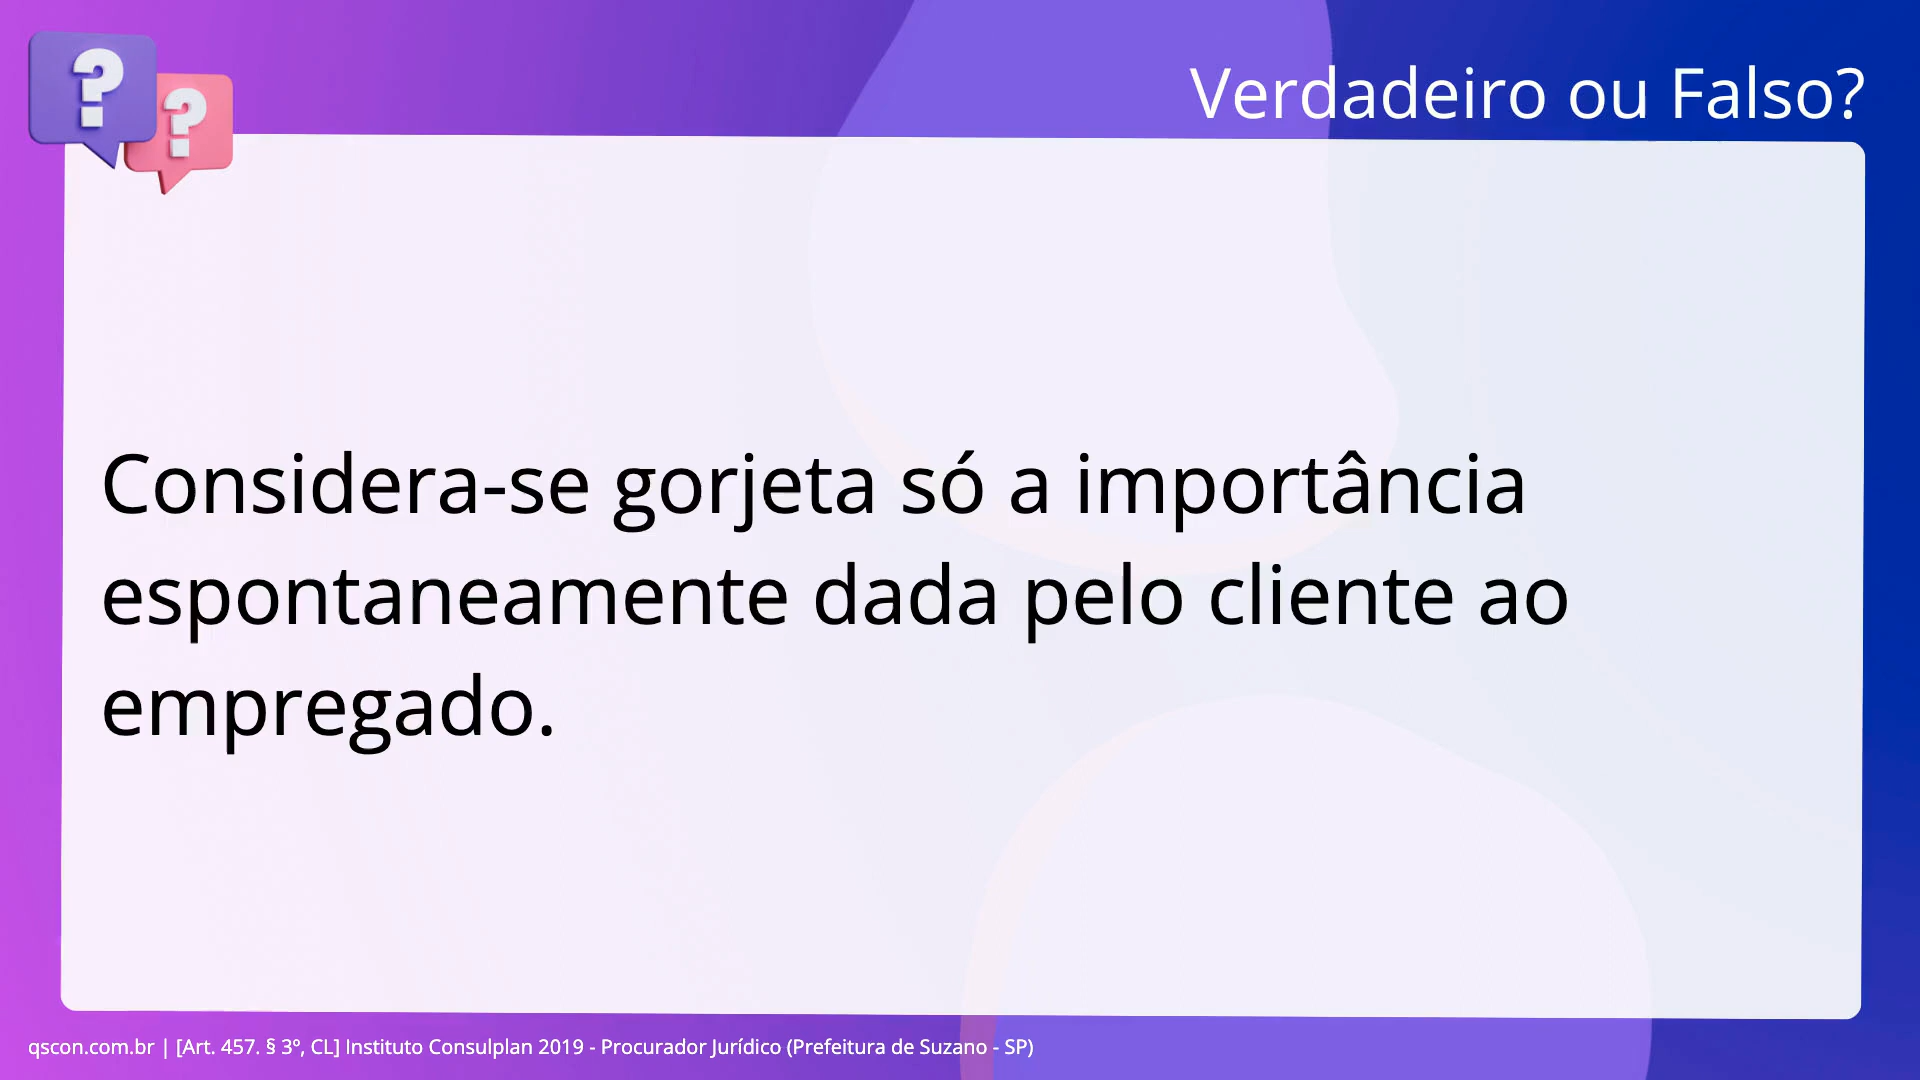 ? ?
Verdadeiro ou Falso?
Considera-se gorjeta só a importância
espontaneamente dada pelo cliente ao
empregado.
qscon.com.br | [Art. 457. § 3º, CL] Instituto Consulplan 2019 - Procurador Jurídico (Prefeitura de Suzano - SP)